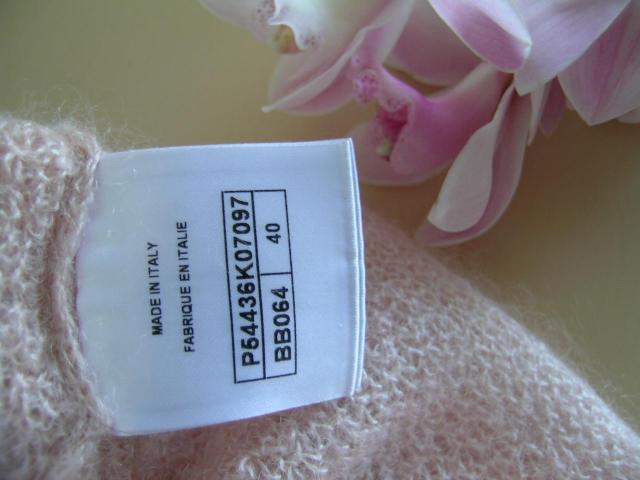 MADE IN ITALY
FABRIQUE EN ITALIE
P54436K07097
BB064 40